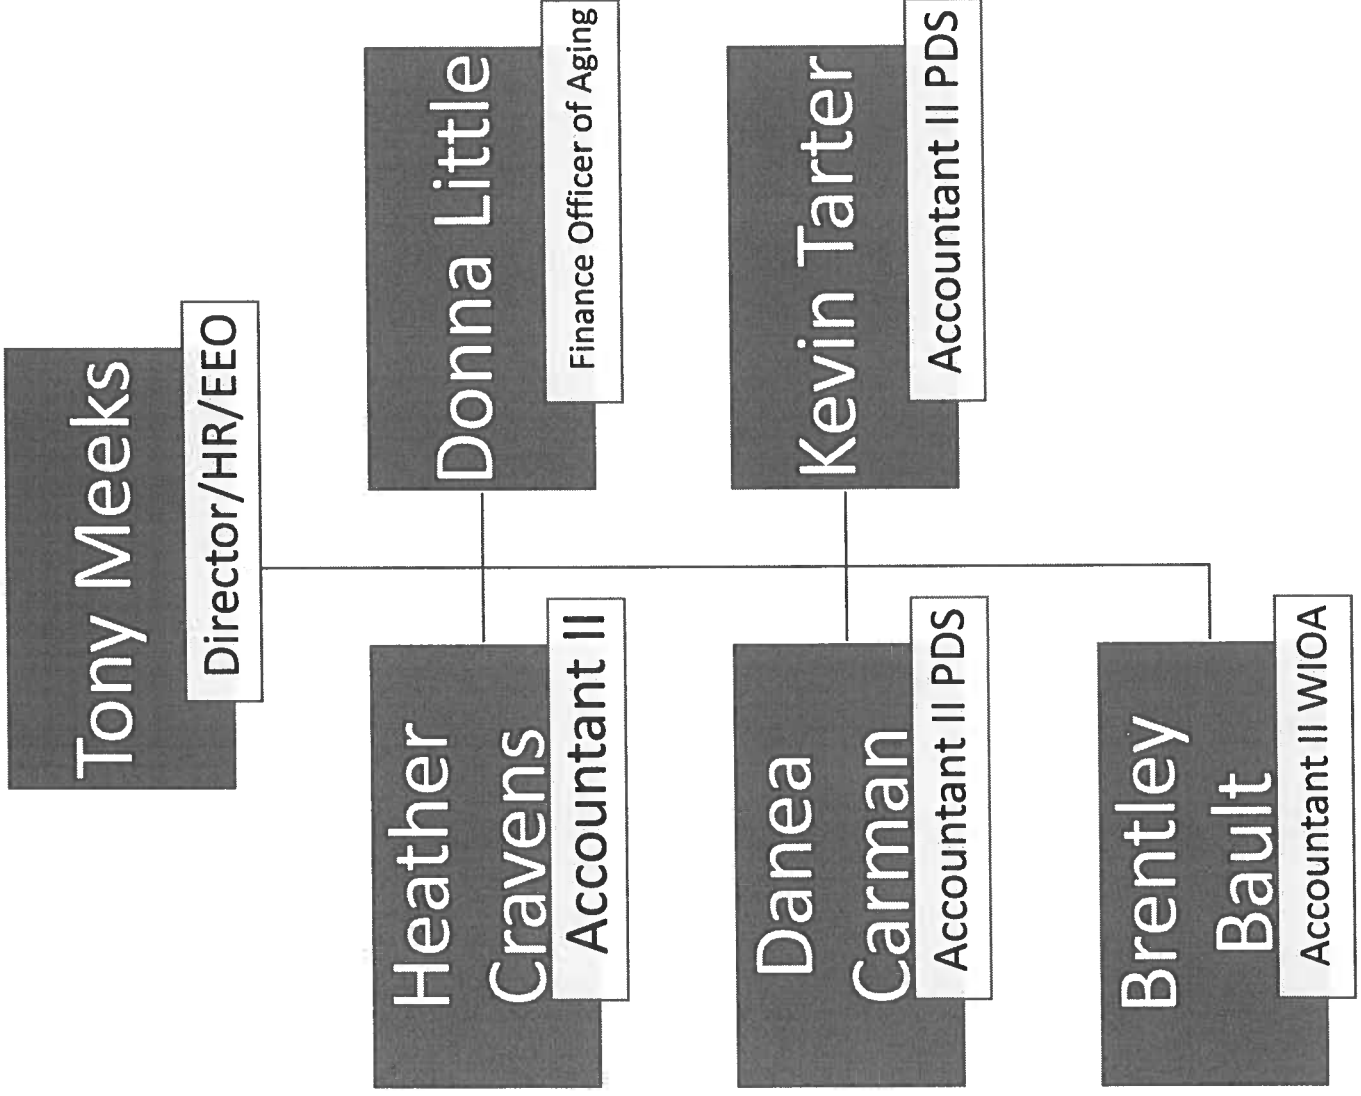 Tony Meeks
Director/HR/EEO
Heather
Cravens
Accountant II
Donna Little
Finance Officer of Aging
Danea
Carman
Accountant II PDS
Kevin Tarter
Accountant II PDS
Brentley
Bault
Accountant II WIOA